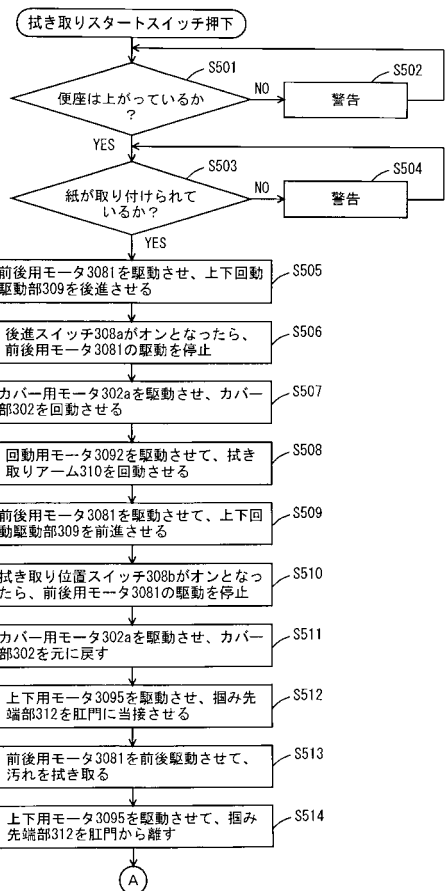 拭き取りスタートスイッチ押下
S501
便座は上がっているか
?
NO
S502
警告
YES
S503
紙が取り付けられて
いるか?
NO
S504
警告
YES
前後用モータ3081を駆動させ、上下回動
駆動部309を後進させる
S505
後進スイッチ308aがオンとなったら、
前後用モータ3081の駆動を停止
S506
カバー用モータ302aを駆動させ、カバー
部302を回動させる
S507
回動用モータ3092を駆動させて、拭き
取りアーム310を回動させる
S508
前後用モータ3081を駆動させて、上下回
動駆動部309を前進させる
S509
拭き取り位置スイッチ308bがオンとなっ
たら、前後用モータ3081の駆動を停止
S510
カバー用モータ302aを駆動させ、カバー
部302を元に戻す
S511
上下用モータ3095を駆動させ、掴み先
端部312を肛門に当接させる
S512
前後用モータ3081を前後駆動させて、
汚れを拭き取る
S513
上下用モータ3095を駆動させて、掴み
先端部312を肛門から離す
S514
A